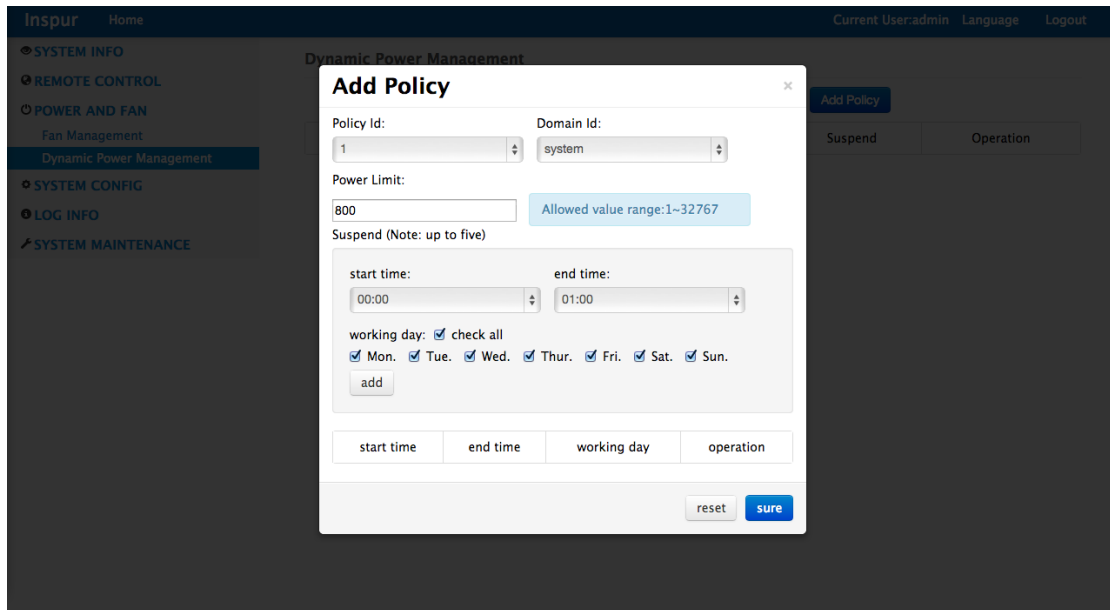 Inspur Home Current User:admin Language Logout
SYSTEM INFO
REMOTE CONTROL
POWER AND FAN
Fan Management
Dynamic Power Management
SYSTEM CONFIG
LOG INFO
SYSTEM MAINTENANCE
Dynamic Power Management
Add Policy
Suspend Operation
Add Policy ×
Policy Id: Domain Id:
1 system
Power Limit:
800 Allowed value range:1~32767
Suspend (Note: up to five)
start time: end time:
00:00 01:00
working day: check all
Mon. Tue. Wed. Thur. Fri. Sat. Sun.
add
start time end time working day operation
reset sure